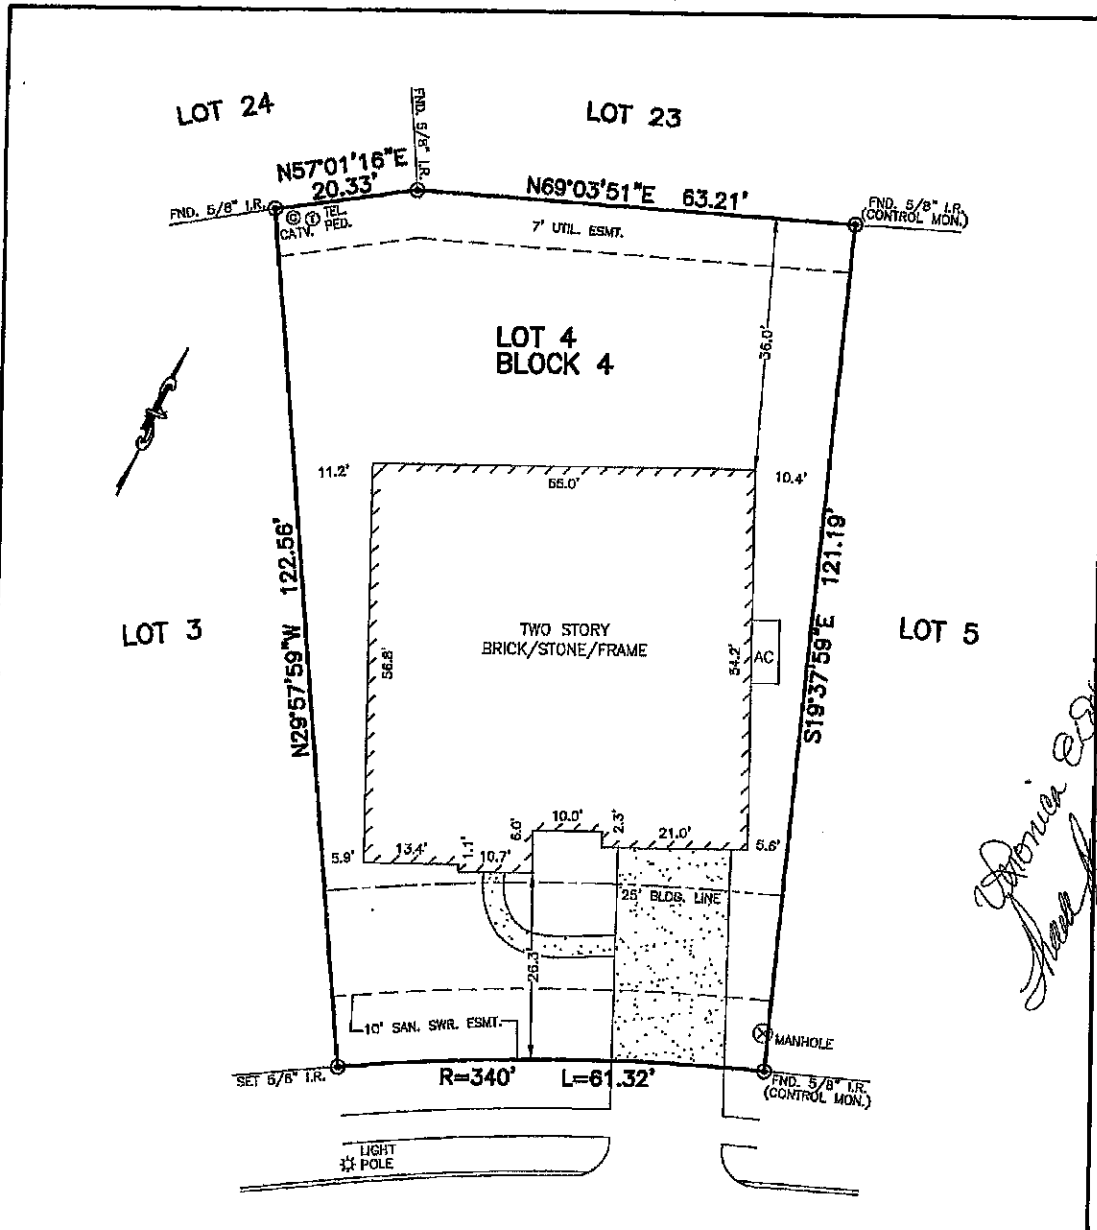 LOT 24
FND. 5/8" I.R.
LOT 23
N57°01'16"E
20.33'
N69°03'51"E 63.21'
FND. 5/8" I.R.
FND. 5/8" I.R.
(CONTROL MON.)
C T TEL.
CATV. PED.
7' UTIL. ESMT.
LOT 4
BLOCK 4
36.0'
11.2'
55.0'
10.4'
N29°57'59"W 122.56'
S19°37'59"E 121.19'
LOT 3
TWO STORY
BRICK/STONE/FRAME
LOT 5
56.8'
54.2'
AC
Veronica
5.9'
13.4'
1.1'
10.7'
6.0'
10.0'
2.3'
21.0'
5.6'
25' BLDG. LINE
26.3'
10' SAN. SWR. ESMT.
MANHOLE
SET 5/8" I.R.
R=340' L=61.32'
FND. 5/8" I.R.
(CONTROL MON.)
LIGHT
POLE